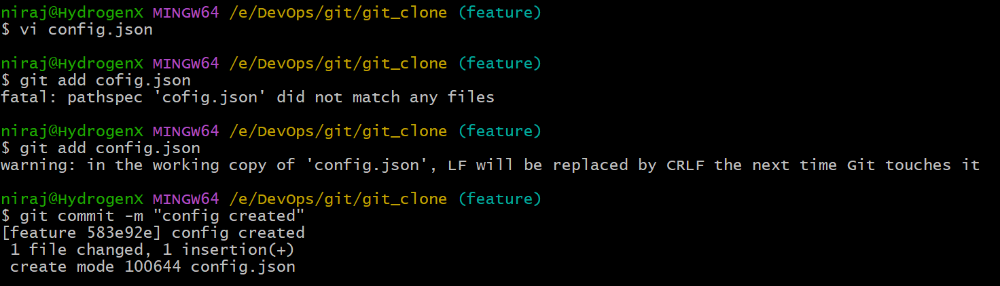 niraj@HydrogenX MINGW64 /e/DevOps/git/git_clone (feature)
$ vi config.json
niraj@HydrogenX MINGW64 /e/DevOps/git/git_clone (feature)
$ git add cofig.json
fatal: pathspec 'cofig.json' did not match any files
niraj@HydrogenX MINGW64 /e/DevOps/git/git_clone (feature)
$ git add config.json
warning: in the working copy of 'config.json', LF will be replaced by CRLF the next time Git touches it
niraj@HydrogenX MINGW64 /e/DevOps/git/git_clone (feature)
$ git commit -m "config created"
[feature 583e92e] config created
 1 file changed, 1 insertion(+)
 create mode 100644 config.json